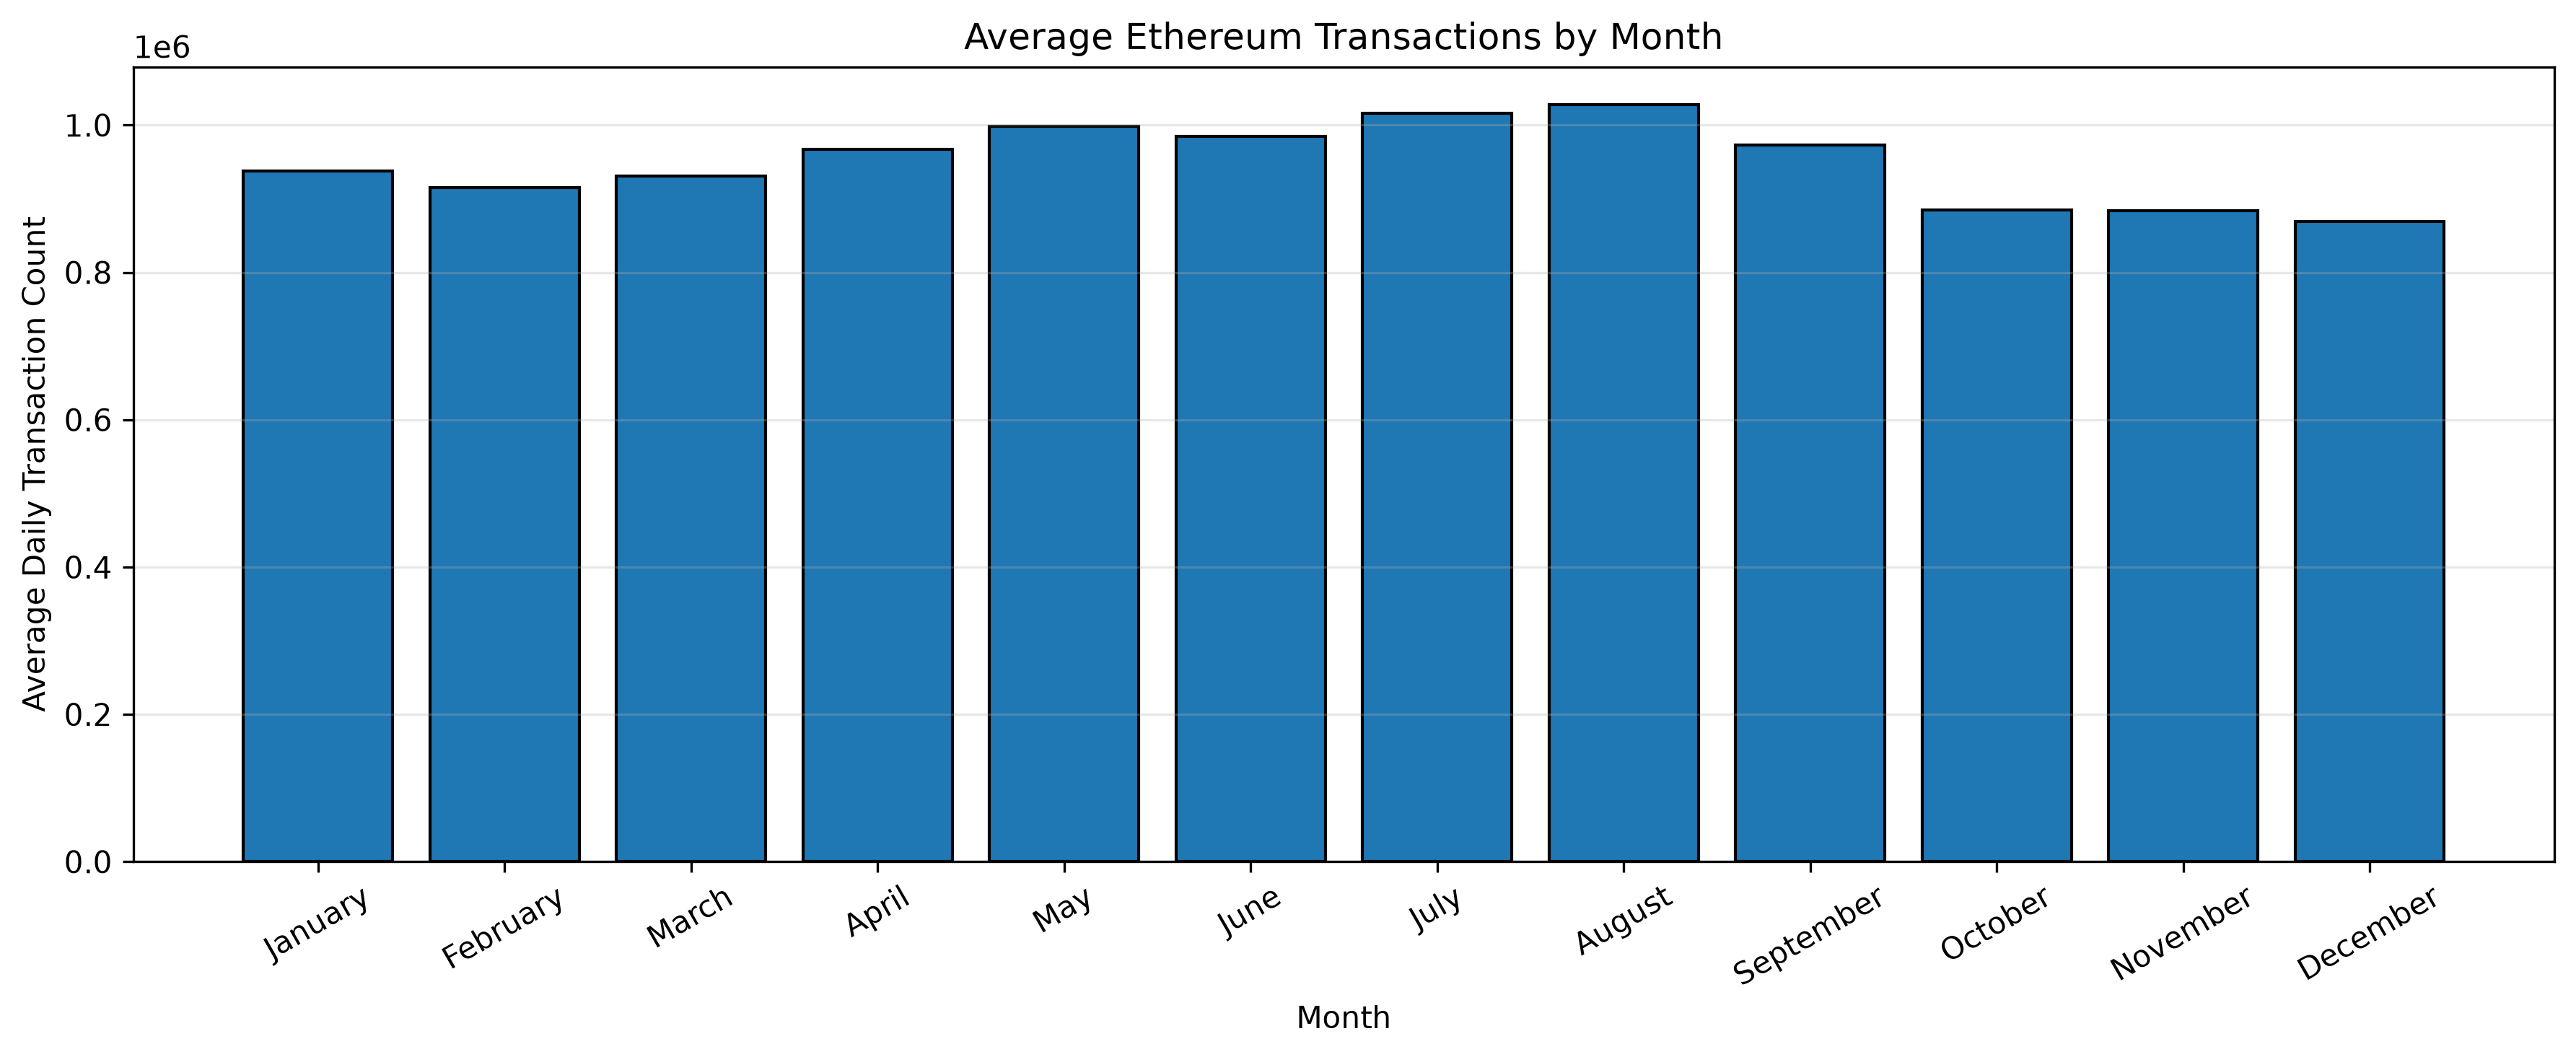 Average Ethereum Transactions by Month
1e6
1.0
0.8
0.6
0.4
0.2
0.0
Average Daily Transaction Count
January
February
March
April
May
June
July
August
September
October
November
December
Month